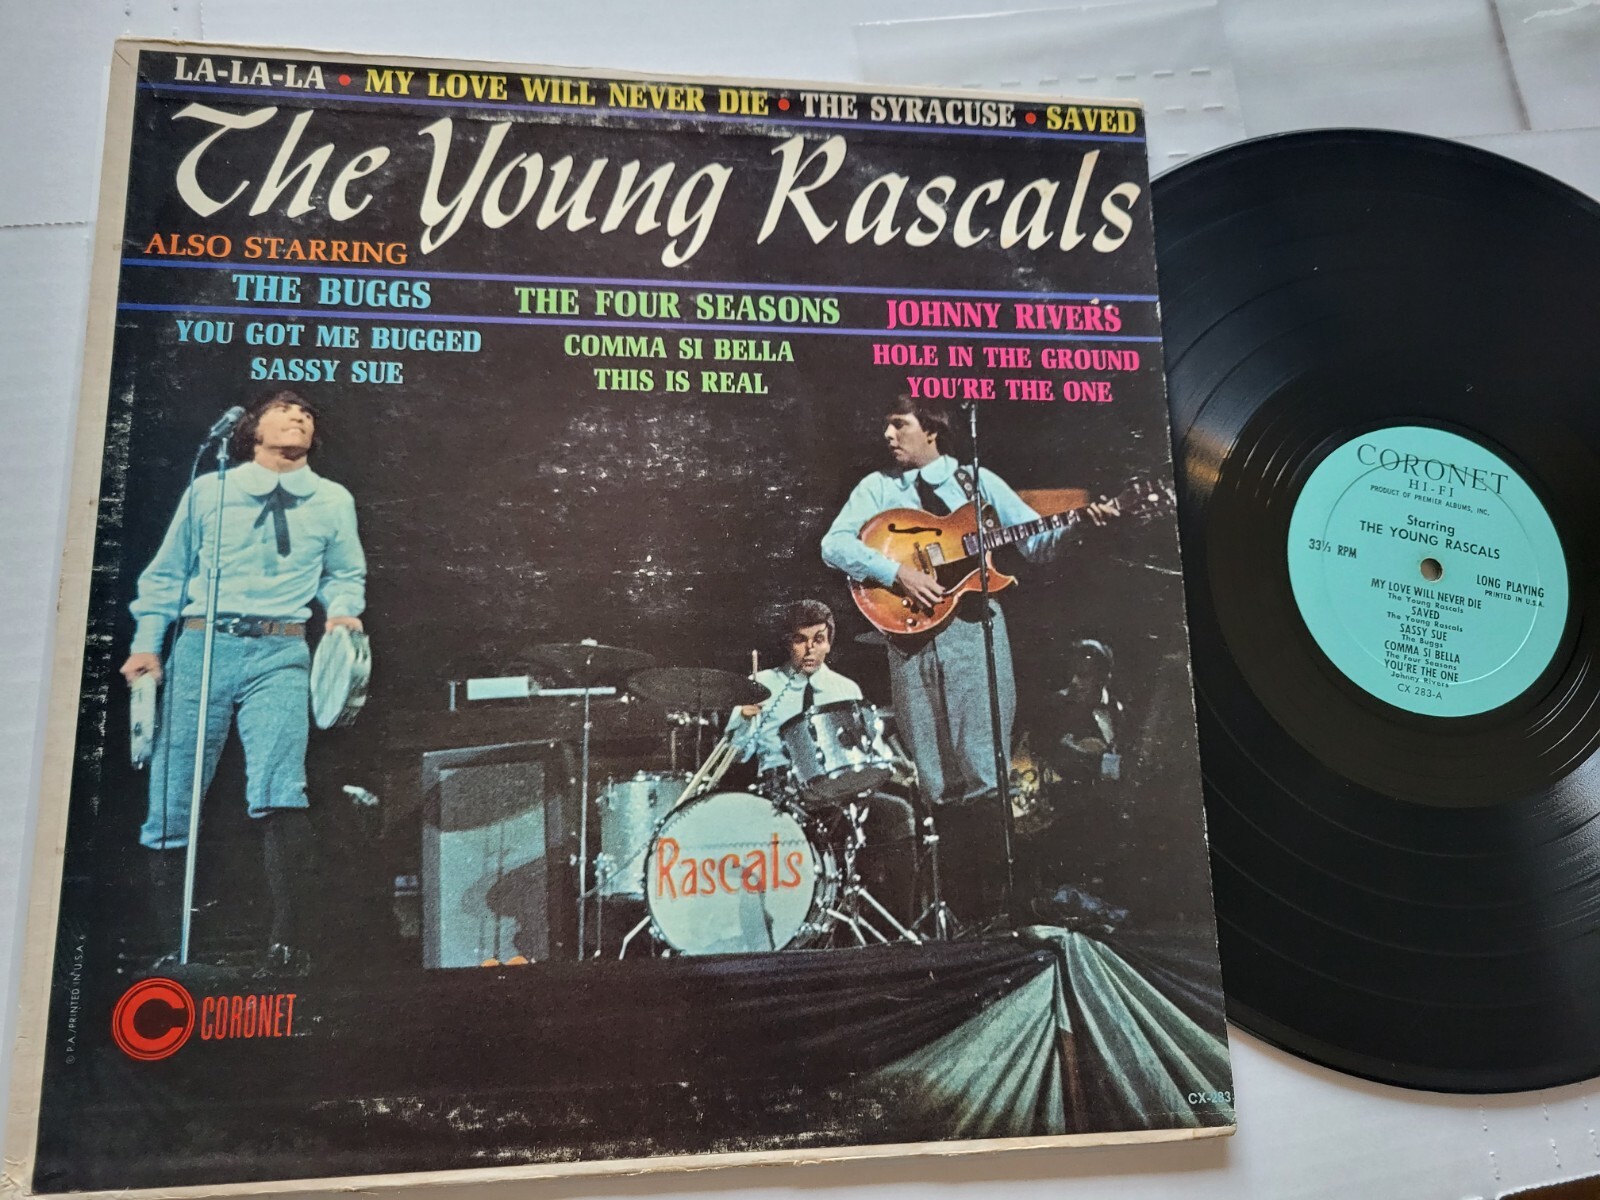 LA-LA-LA • MY LOVE WILL NEVER DIE • THE SYRACUSE • SAVED
The Young Rascals
ALSO STARRING
THE BUGGS
YOU GOT ME BUGGED
SASSY SUE
THE FOUR SEASONS
COMMA SI BELLA
THIS IS REAL
JOHNNY RIVERS
HOLE IN THE GROUND
YOU'RE THE ONE
Rascals
C CORONET
© P.A./PRINTED IN U.S.A.
CX-283
CORONET
HI-FI
PRODUCT OF PREMIER ALBUMS, INC.
Starring
THE YOUNG RASCALS
33⅓ RPM
LONG PLAYING
PRINTED IN U.S.A.
MY LOVE WILL NEVER DIE
The Young Rascals
SAVED
The Young Rascals
SASSY SUE
The Buggs
COMMA SI BELLA
The Four Seasons
YOU'RE THE ONE
Johnny Rivers
CX 283-A